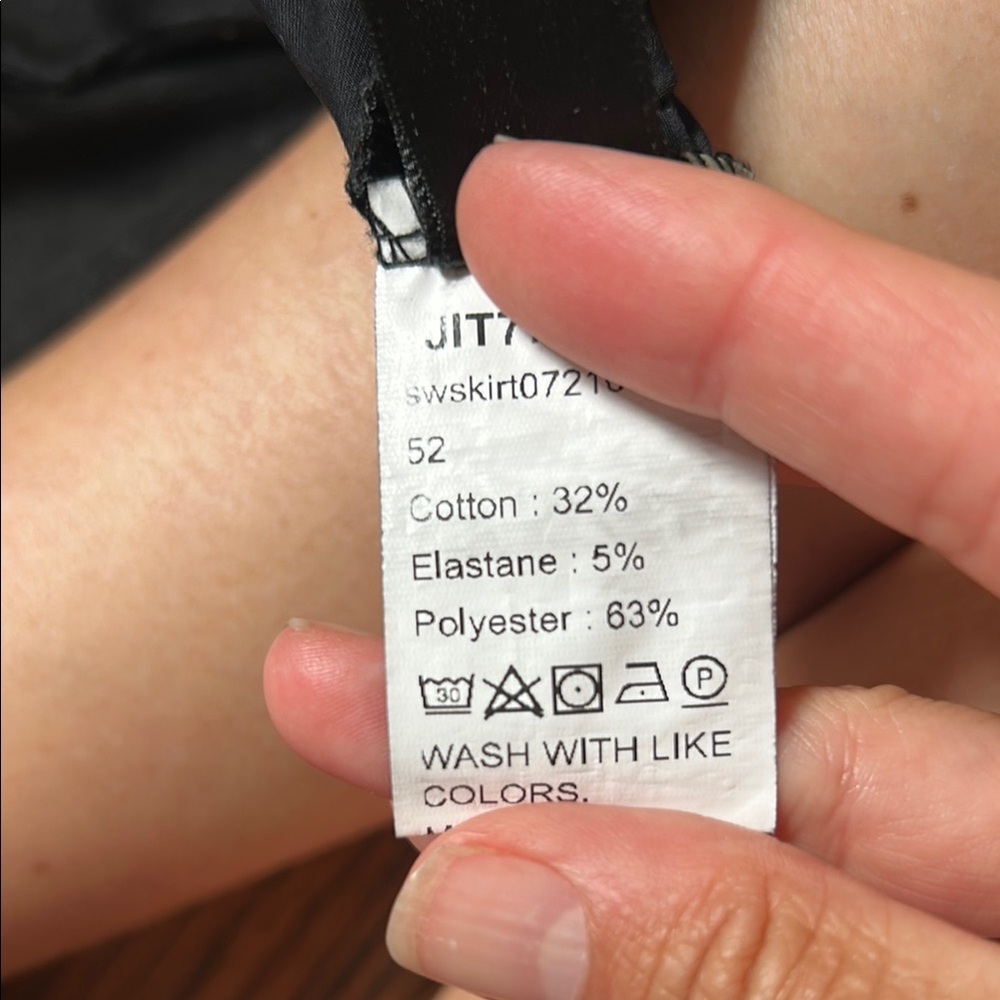 swskirt0721
52
Cotton : 32%
Elastane : 5%
Polyester : 63%
30 P
WASH WITH LIKE
COLORS.